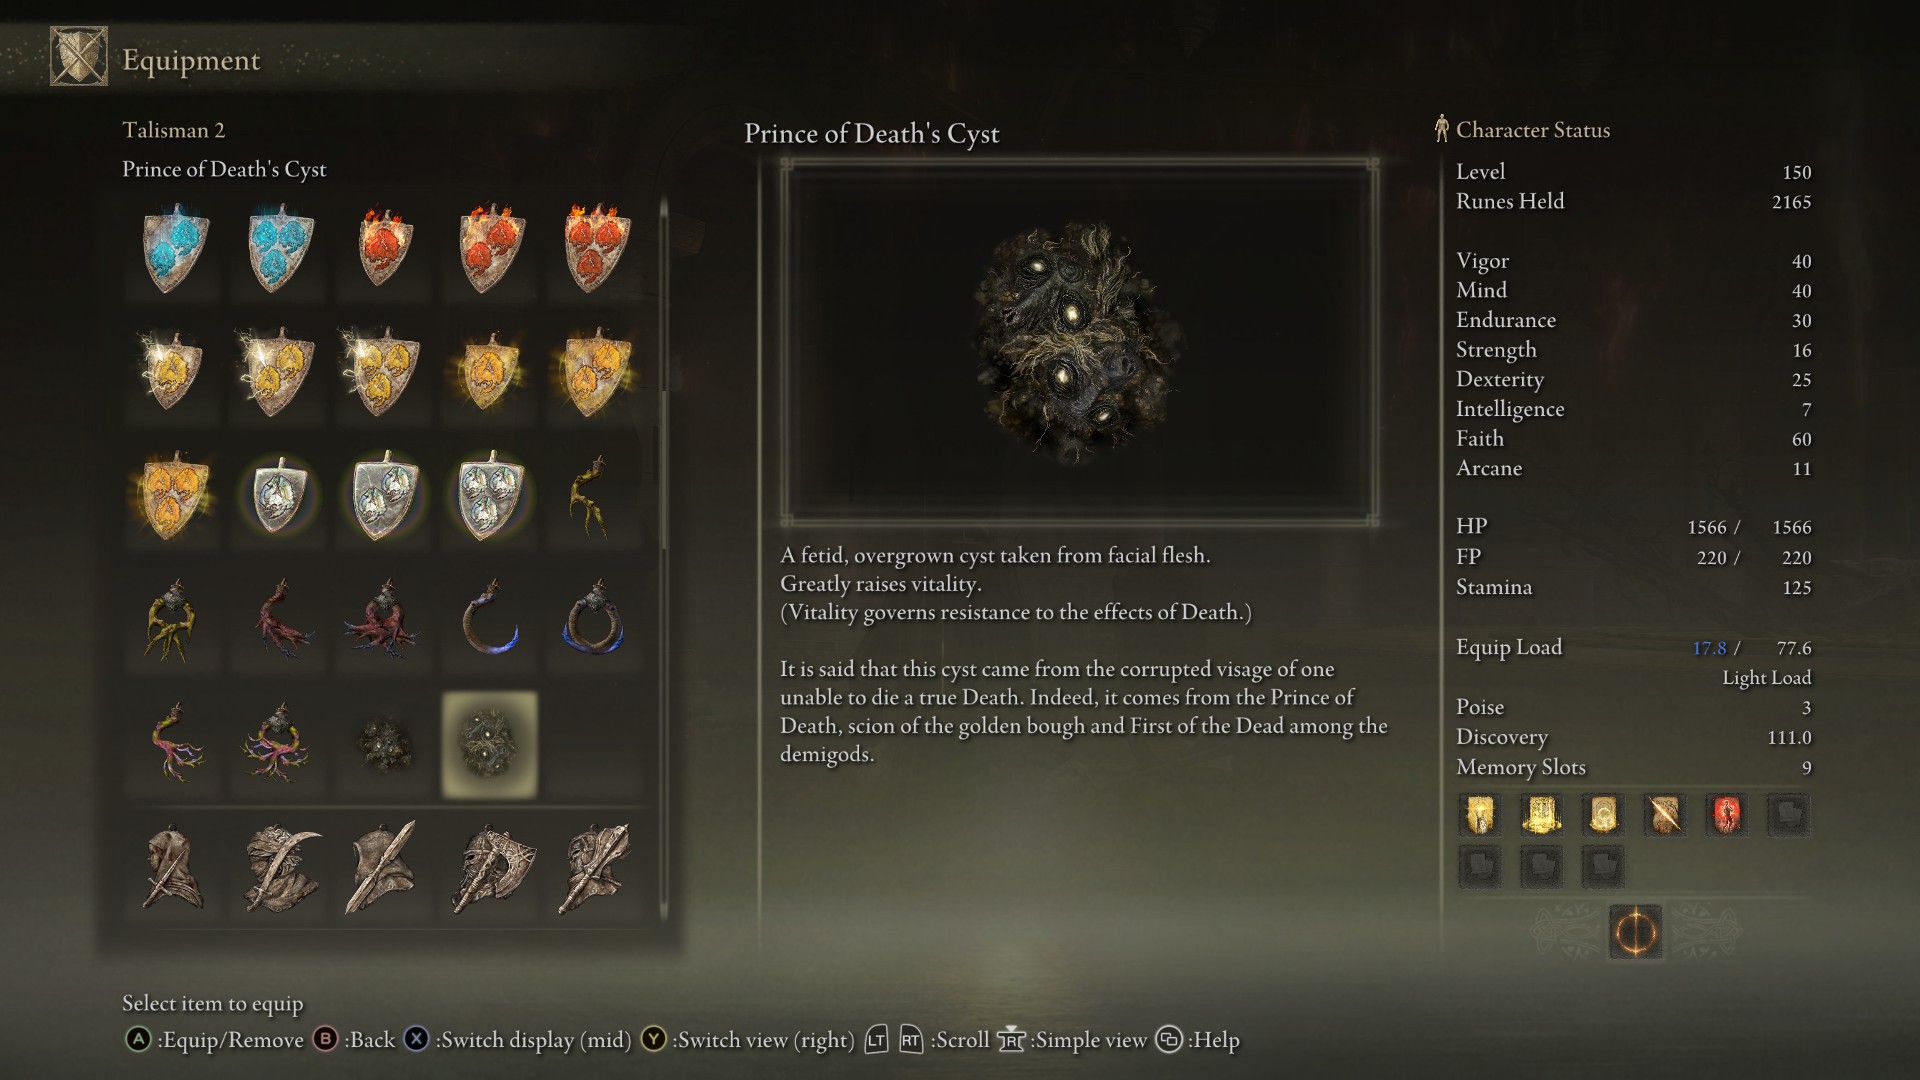 Equipment
Talisman 2
Prince of Death's Cyst
Prince of Death's Cyst
A fetid, overgrown cyst taken from facial flesh.
Greatly raises vitality.
(Vitality governs resistance to the effects of Death.)
It is said that this cyst came from the corrupted visage of one
unable to die a true Death. Indeed, it comes from the Prince of
Death, scion of the golden bough and First of the Dead among the
demigods.
Character Status
Level 150
Runes Held 2165
Vigor 40
Mind 40
Endurance 30
Strength 16
Dexterity 25
Intelligence 7
Faith 60
Arcane 11
HP 1566 / 1566
FP 220 / 220
Stamina 125
Equip Load 17.8 / 77.6
Light Load
Poise 3
Discovery 111.0
Memory Slots 9
Select item to equip
A :Equip/Remove B :Back X :Switch display (mid) Y :Switch view (right) LT RT :Scroll R :Simple view :Help